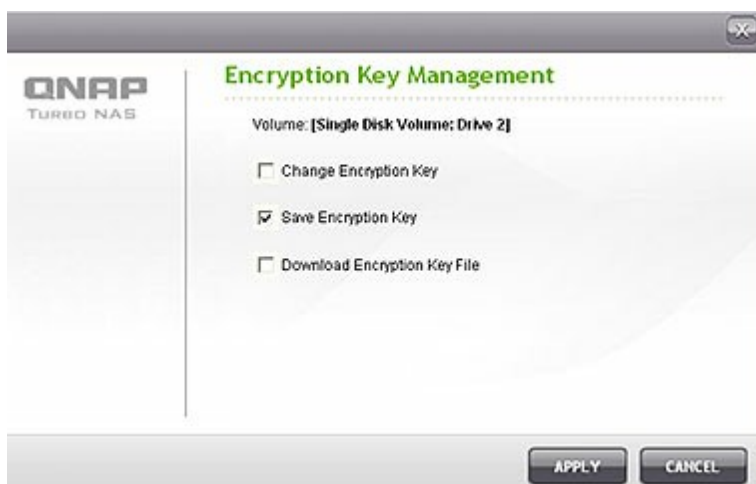 QNAP
TURBO NAS
Encryption Key Management
Volume: [Single Disk Volume: Drive 2]
Change Encryption Key
Save Encryption Key
Download Encryption Key File
APPLY
CANCEL